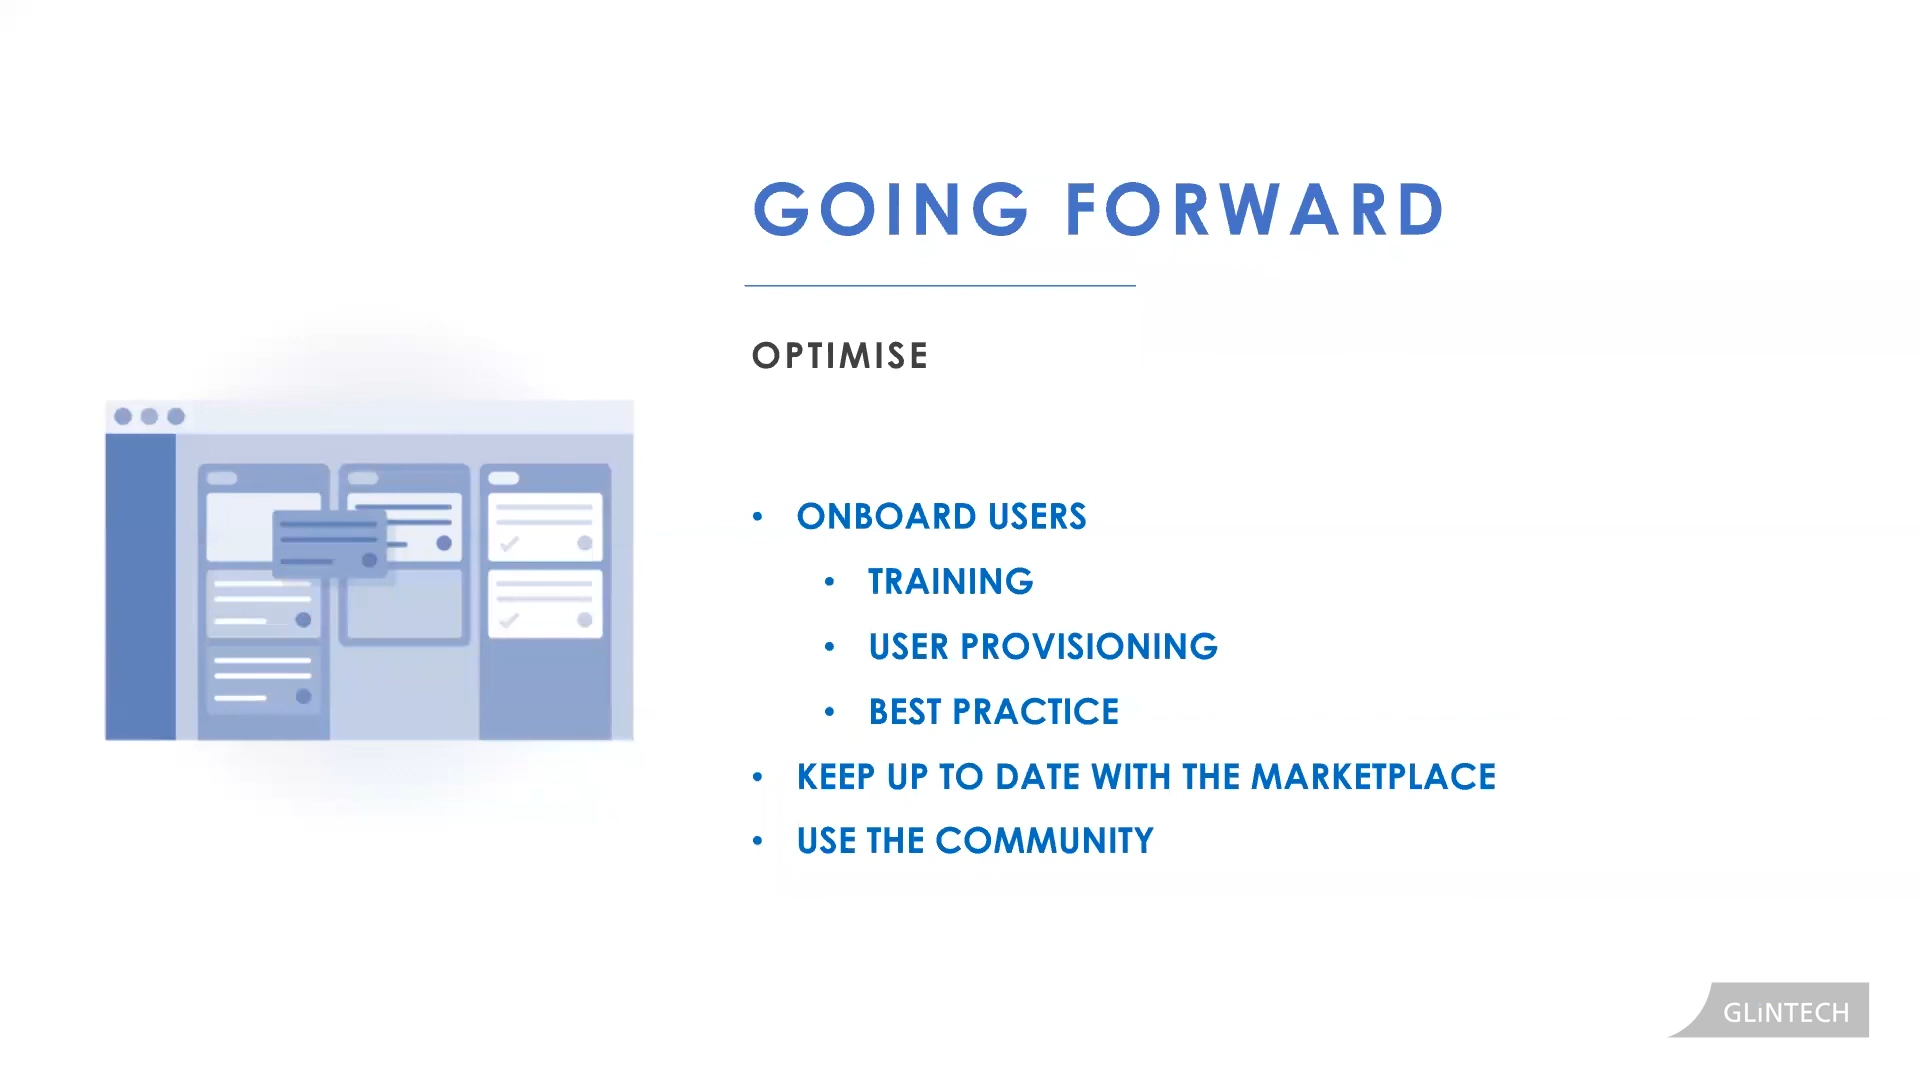 GOING FORWARD
OPTIMISE
• ONBOARD USERS
• TRAINING
• USER PROVISIONING
• BEST PRACTICE
• KEEP UP TO DATE WITH THE MARKETPLACE
• USE THE COMMUNITY
GLiNTECH